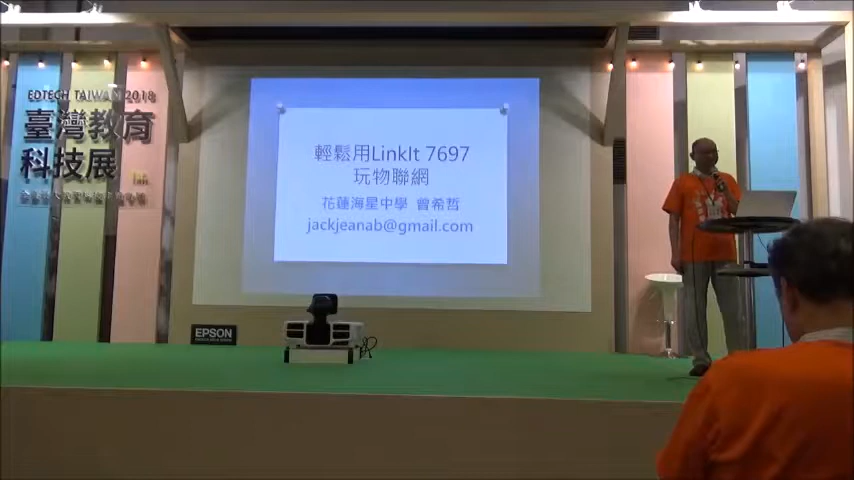 EDTECH TAIWAN 2018
臺灣教育
科技展
輕鬆用LinkIt 7697
玩物聯網
花蓮海星中學 曾希哲
jackjeanab@gmail.com
EPSON